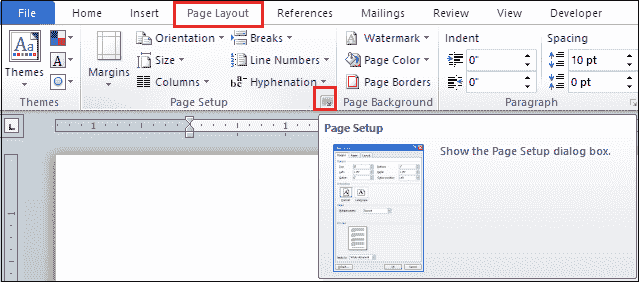 File Home Insert Page Layout References Mailings Review View Developer
Orientation Breaks Watermark Indent Spacing
Themes Margins Size Line Numbers Page Color 0" 10 pt
Columns Hyphenation Page Borders 0" 0 pt
Themes Page Setup Page Background Paragraph
L 1 1
Page Setup
Show the Page Setup dialog box.
1